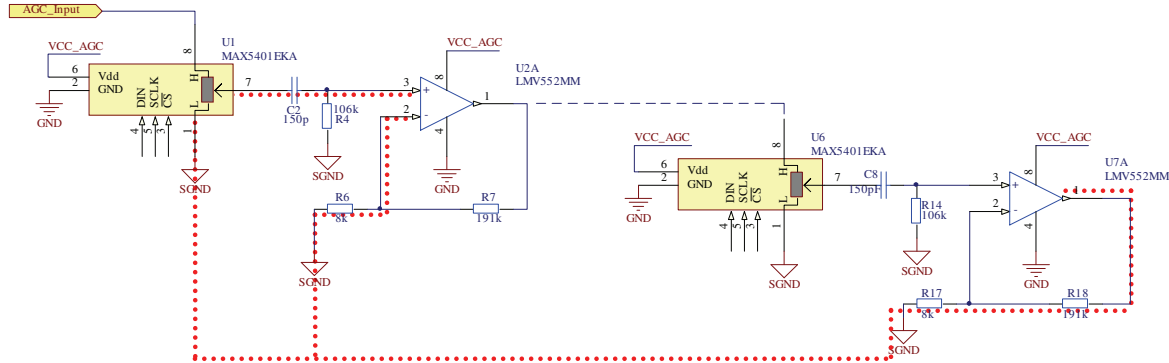 AGC_Input
VCC_AGC
U1
MAX5401EKA
8
6
2
Vdd
GND
H
L
DIN
SCLK
CS
4
5
3
1
7
GND
SGND
C2
150p
106k
R4
SGND
VCC_AGC
U2A
LMV552MM
8
3
2
+
-
1
4
GND
R6
8k
R7
191k
SGND
VCC_AGC
U6
MAX5401EKA
8
6
2
Vdd
GND
H
L
DIN
SCLK
CS
4
5
3
1
7
GND
SGND
C8
150pF
R14
106k
SGND
VCC_AGC
U7A
LMV552MM
8
3
2
+
-
1
4
GND
R17
8k
R18
191k
SGND